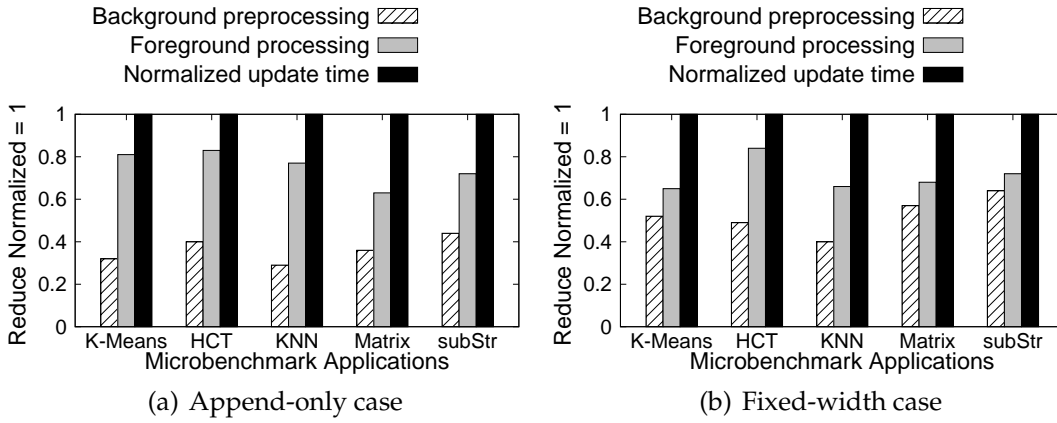 Background preprocessing
Foreground processing
Normalized update time
Reduce Normalized = 1
1
0.8
0.6
0.4
0.2
0
K-Means HCT KNN Matrix subStr
Microbenchmark Applications
(a) Append-only case
Background preprocessing
Foreground processing
Normalized update time
Reduce Normalized = 1
1
0.8
0.6
0.4
0.2
0
K-Means HCT KNN Matrix subStr
Microbenchmark Applications
(b) Fixed-width case